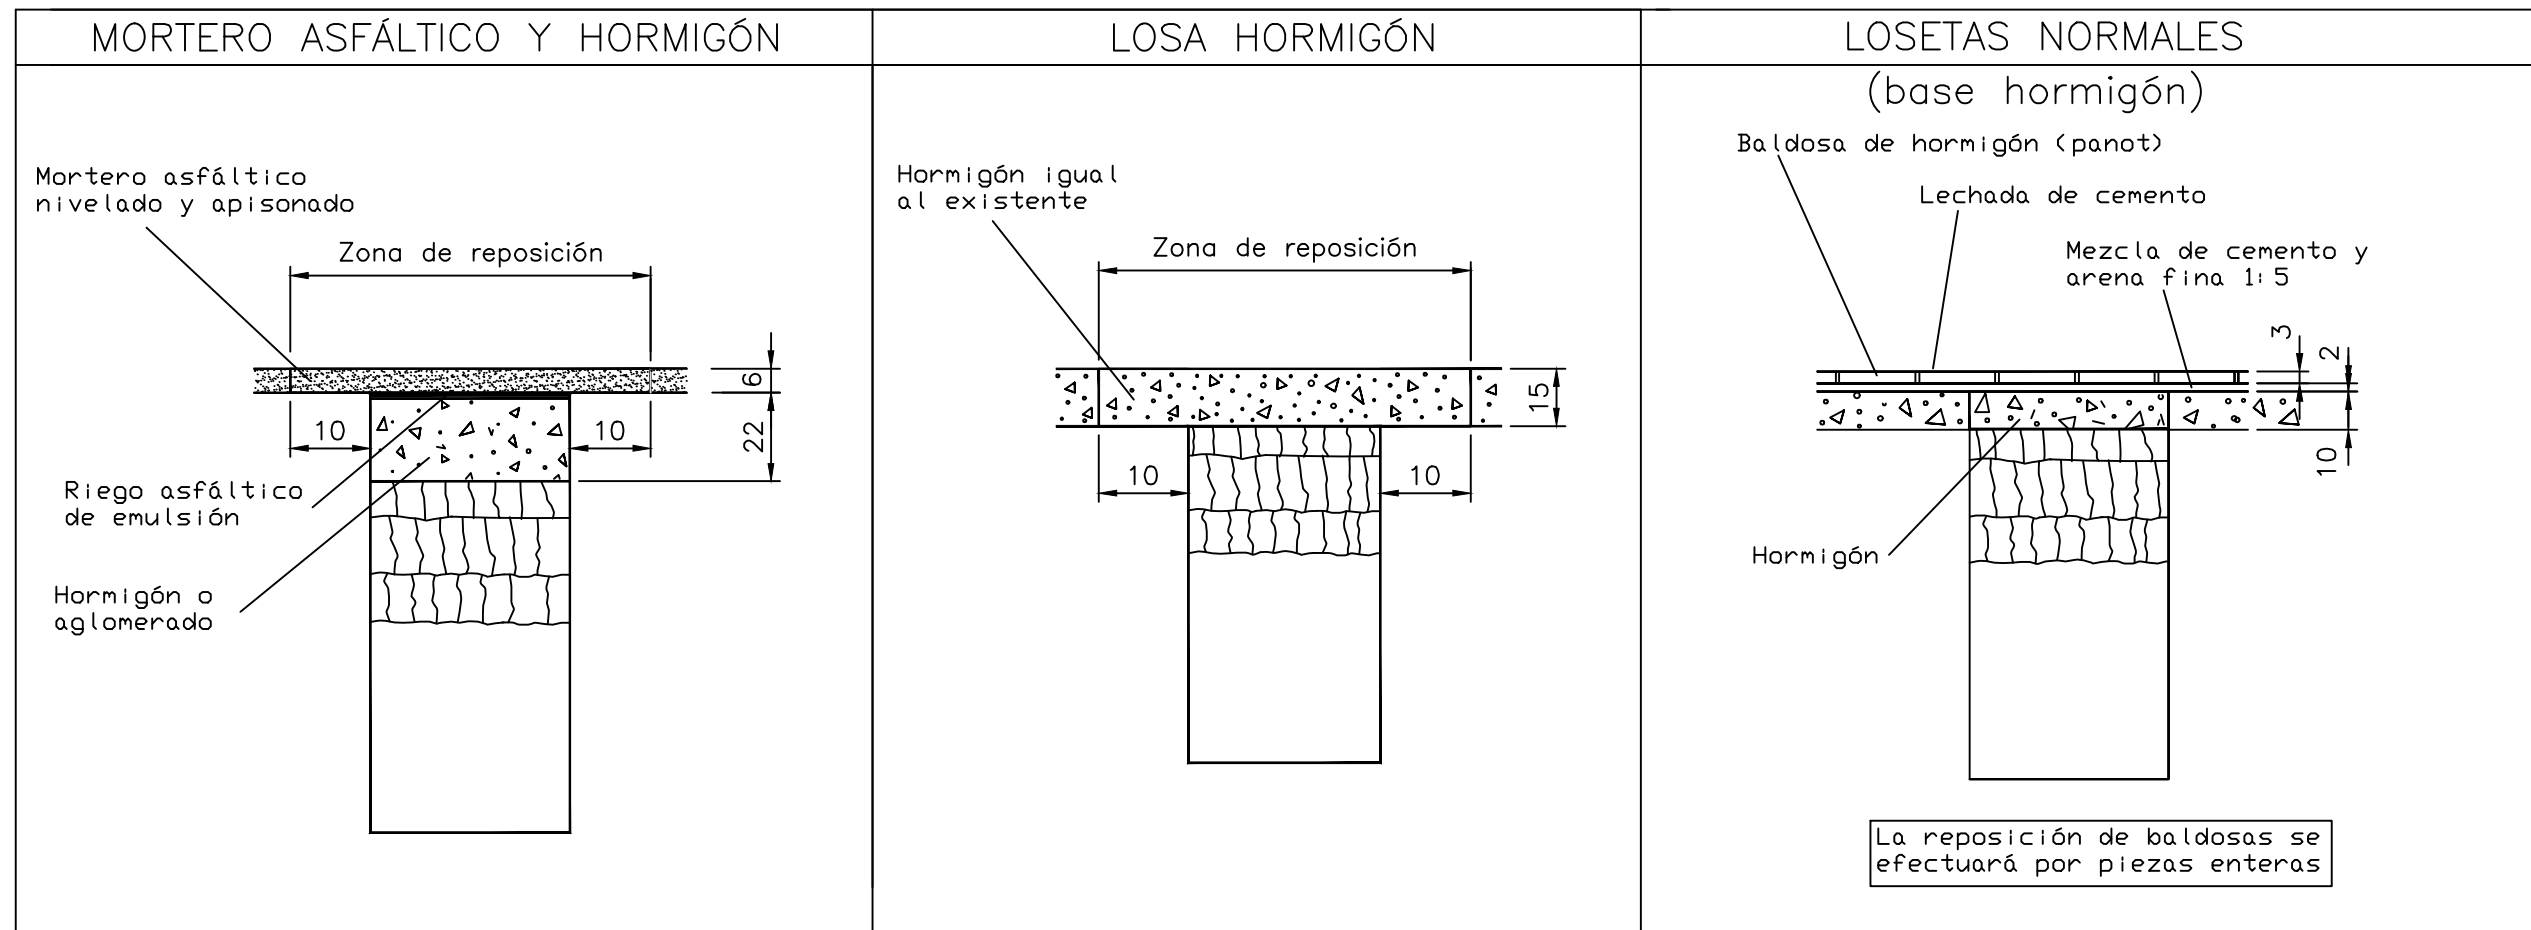 MORTERO ASFÁLTICO Y HORMIGÓN
Mortero asfáltico
nivelado y apisonado
Zona de reposición
6
22
10
10
Riego asfáltico
de emulsión
Hormigón o
aglomerado
LOSA HORMIGÓN
Hormigón igual
al existente
Zona de reposición
15
10
10
LOSETAS NORMALES
(base hormigón)
Baldosa de hormigón (panot)
Lechada de cemento
Mezcla de cemento y
arena fina 1:5
3
2
10
Hormigón
La reposición de baldosas se
efectuará por piezas enteras